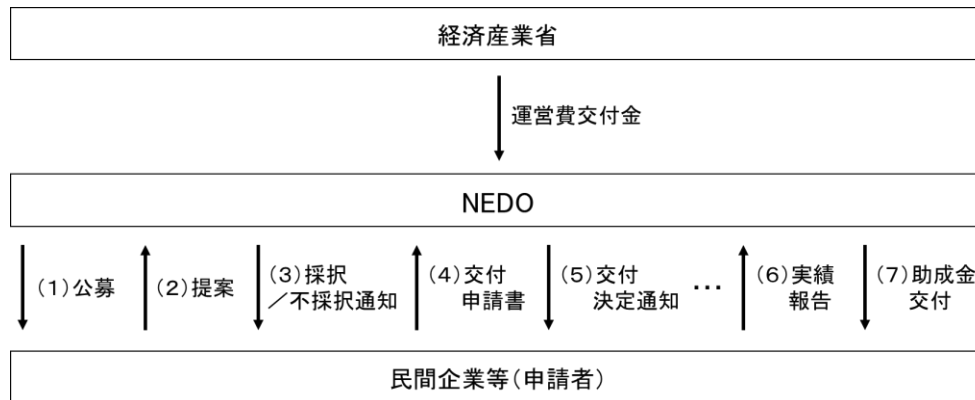 経済産業省
運営費交付金
NEDO
(1)公募
(2)提案
(3)採択
／不採択通知
(4)交付
申請書
(5)交付
決定通知
…
(6)実績
報告
(7)助成金
交付
民間企業等(申請者)